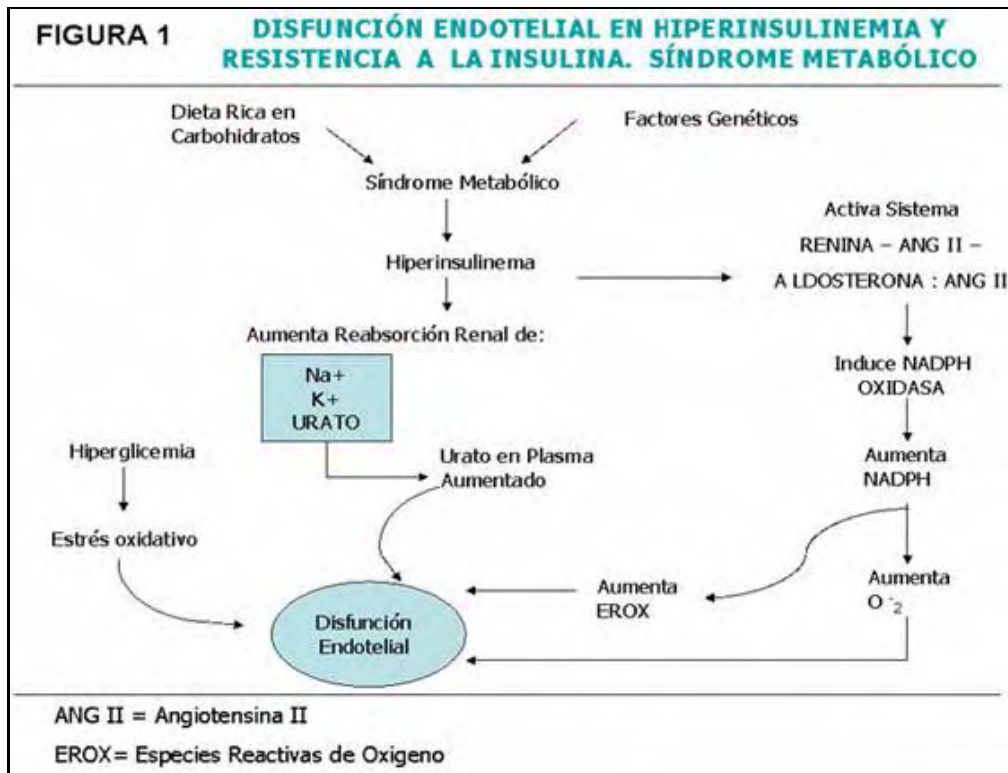 FIGURA 1
DISFUNCIÓN ENDOTELIAL EN HIPERINSULINEMIA Y
RESISTENCIA A LA INSULINA. SÍNDROME METABÓLICO
Dieta Rica en
Carbohidratos
Factores Genéticos
Síndrome Metabólico
Hiperinsulinema
Activa Sistema
RENINA – ANG II –
A LDOSTERONA : ANG II
Aumenta Reabsorción Renal de:
Na+
K+
URATO
Induce NADPH
OXIDASA
Hiperglicemia
Urato en Plasma
Aumentado
Aumenta
NADPH
Estrés oxidativo
Aumenta
EROX
Aumenta
O⁻₂
Disfunción
Endotelial
ANG II = Angiotensina II
EROX= Especies Reactivas de Oxigeno